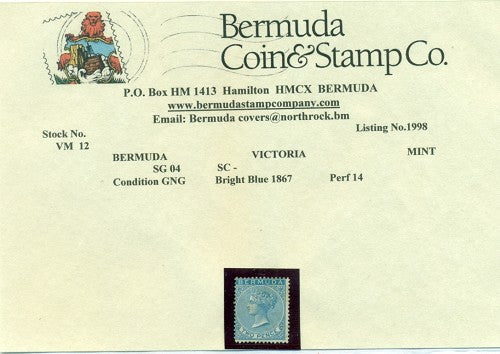 Bermuda
Coin&Stamp Co.
P.O. Box HM 1413 Hamilton HMCX BERMUDA
www.bermudastampcompany.com
Email: Bermuda covers@northrock.bm
Stock No. Listing No.1998
VM 12
BERMUDA VICTORIA MINT
SG 04 SC -
Condition GNG Bright Blue 1867 Perf 14
BERMUDA
TWO PENCE